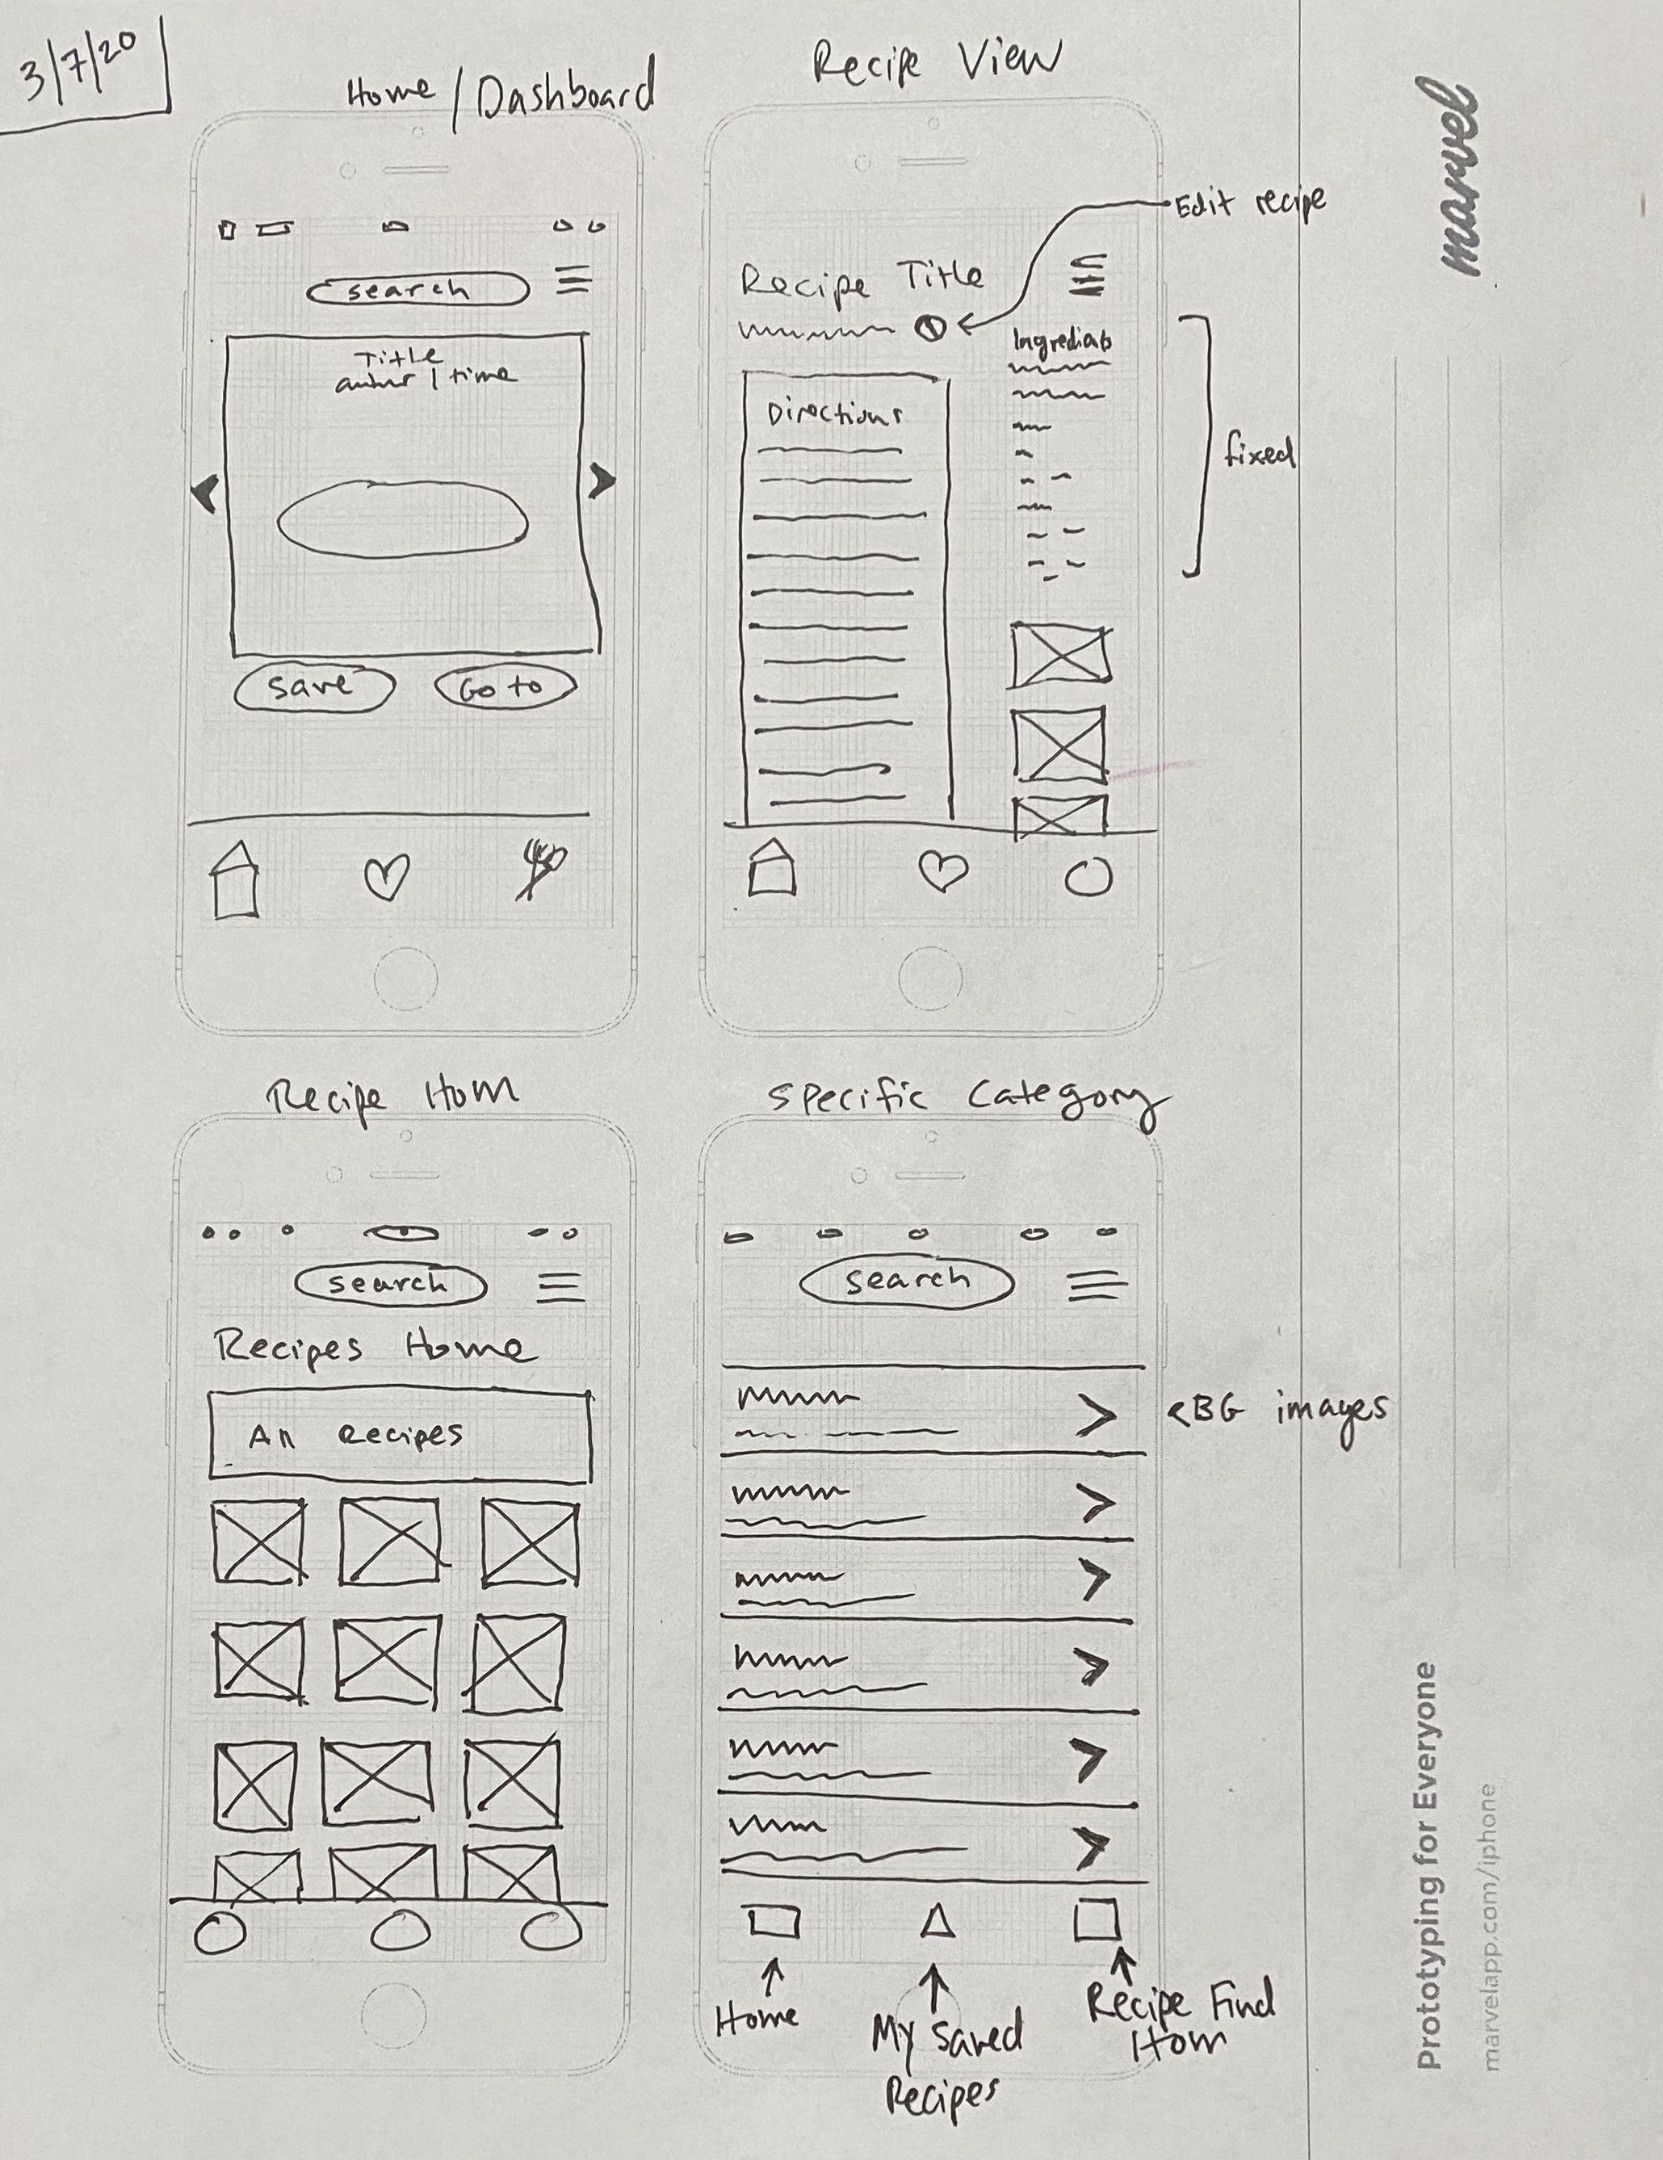 3/7/20
Home/Dashboard
search
Title
author | time
save
Go to
Recipe View
Edit recipe
Recipe Title
Ingredients
Directions
fixed
Recipe Hom
search
Recipes Home
All Recipes
Specific Category
search
<BG images
Home
My Saved
Recipes
Recipe Find
Hom
marvel
Prototyping for Everyone
marvelapp.com/iphone